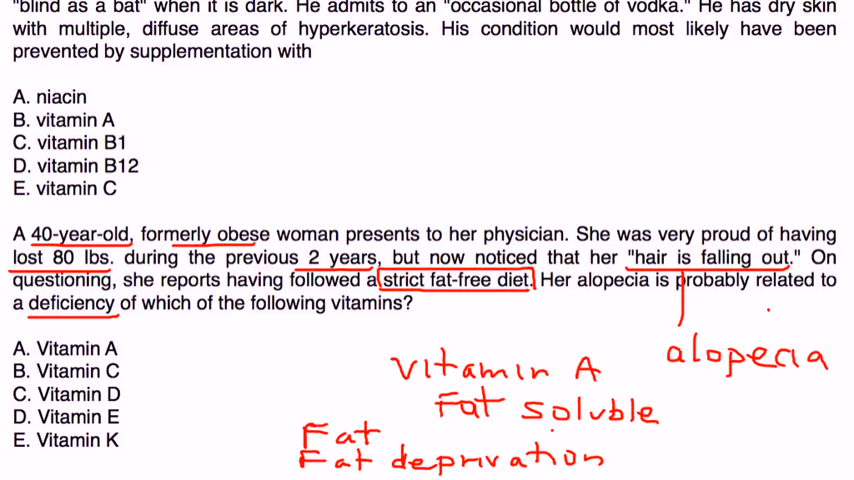 "blind as a bat" when it is dark. He admits to an "occasional bottle of vodka." He has dry skin
with multiple, diffuse areas of hyperkeratosis. His condition would most likely have been
prevented by supplementation with
A. niacin
B. vitamin A
C. vitamin B1
D. vitamin B12
E. vitamin C
A 40-year-old, formerly obese woman presents to her physician. She was very proud of having
lost 80 lbs. during the previous 2 years, but now noticed that her "hair is falling out." On
questioning, she reports having followed a strict fat-free diet. Her alopecia is probably related to
a deficiency of which of the following vitamins?
A. Vitamin A
B. Vitamin C
C. Vitamin D
D. Vitamin E
E. Vitamin K
alopecia
vitamin A
Fat soluble
Fat
Fat deprivation